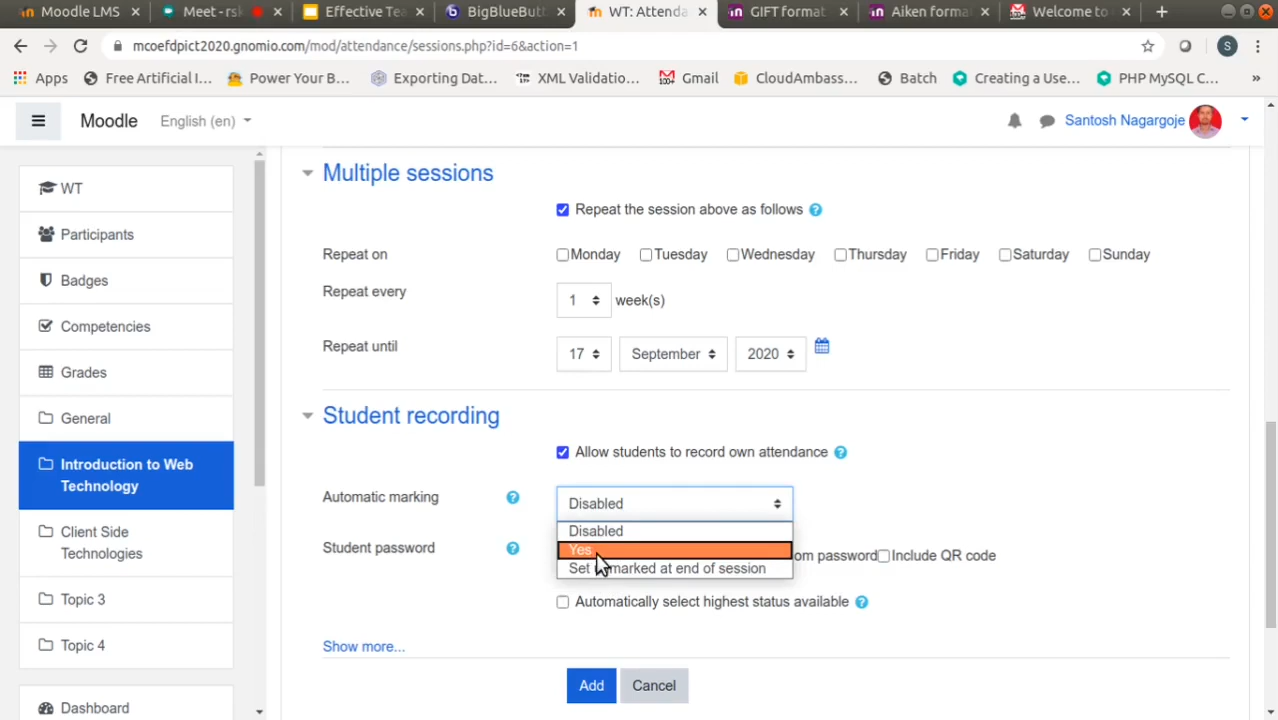 Moodle LMS
Meet - rsk
Effective Tea
BigBlueButt
WT: Attenda
GIFT format
Aiken forma
Welcome to
mcoefdpict2020.gnomio.com/mod/attendance/sessions.php?id=6&action=1
S
Apps
Free Artificial I...
Power Your B...
Exporting Dat...
XML Validatio...
Gmail
CloudAmbass...
Batch
Creating a Use...
PHP MySQL C...
»
Moodle
English (en)
Santosh Nagargoje
WT
Participants
Badges
Competencies
Grades
General
Introduction to Web
Technology
Client Side
Technologies
Topic 3
Topic 4
Dashboard
Multiple sessions
Repeat the session above as follows
Repeat on
Monday Tuesday Wednesday Thursday Friday Saturday Sunday
Repeat every
1 week(s)
Repeat until
17 September 2020
Student recording
Allow students to record own attendance
Automatic marking
Disabled
Disabled
Yes
Set marked at end of session
Student password
om password Include QR code
Automatically select highest status available
Show more...
Add Cancel